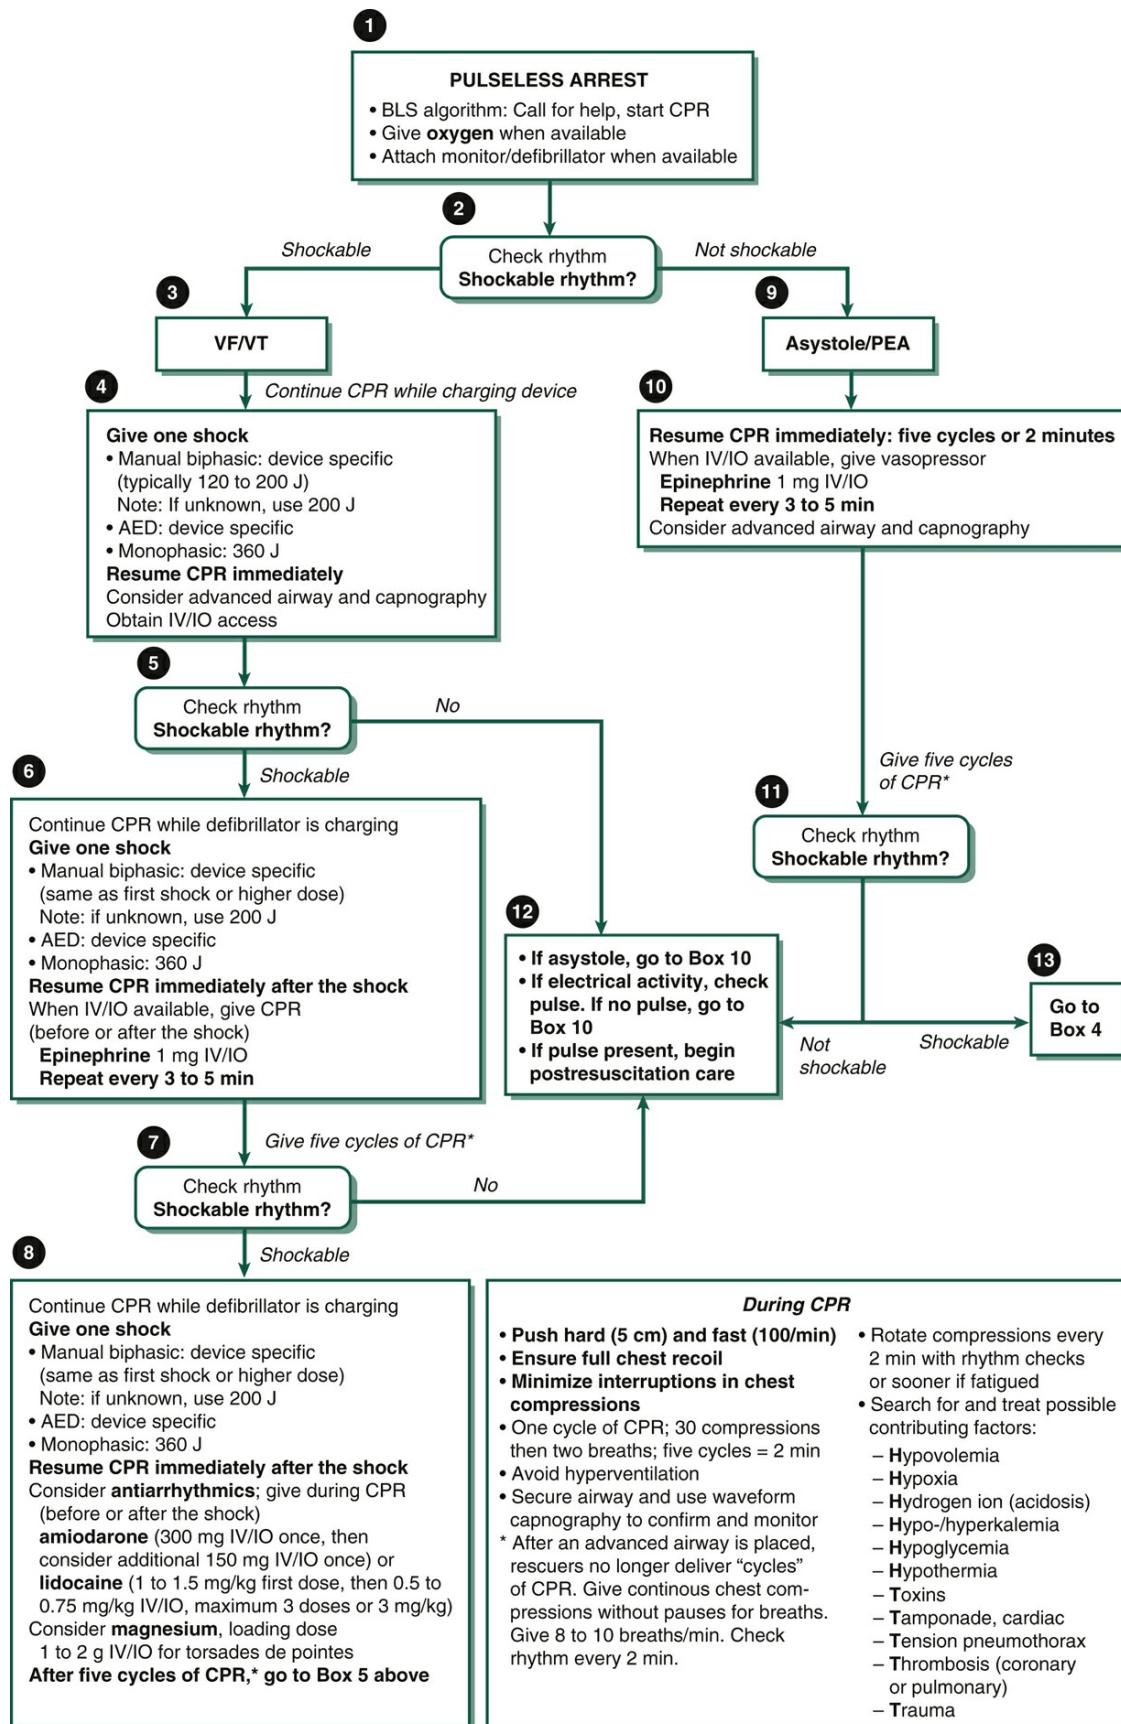 1
PULSELESS ARREST
• BLS algorithm: Call for help, start CPR
• Give oxygen when available
• Attach monitor/defibrillator when available
2
Shockable
Check rhythm
Shockable rhythm?
Not shockable
3
VF/VT
9
Asystole/PEA
4
Continue CPR while charging device
Give one shock
• Manual biphasic: device specific
(typically 120 to 200 J)
Note: If unknown, use 200 J
• AED: device specific
• Monophasic: 360 J
Resume CPR immediately
Consider advanced airway and capnography
Obtain IV/IO access
10
Resume CPR immediately: five cycles or 2 minutes
When IV/IO available, give vasopressor
Epinephrine 1 mg IV/IO
Repeat every 3 to 5 min
Consider advanced airway and capnography
5
Check rhythm
Shockable rhythm?
No
Shockable
6
Continue CPR while defibrillator is charging
Give one shock
• Manual biphasic: device specific
(same as first shock or higher dose)
Note: if unknown, use 200 J
• AED: device specific
• Monophasic: 360 J
Resume CPR immediately after the shock
When IV/IO available, give CPR
(before or after the shock)
Epinephrine 1 mg IV/IO
Repeat every 3 to 5 min
Give five cycles
of CPR*
11
Check rhythm
Shockable rhythm?
12
• If asystole, go to Box 10
• If electrical activity, check
pulse. If no pulse, go to
Box 10
• If pulse present, begin
postresuscitation care
Not
shockable
Shockable
13
Go to
Box 4
Give five cycles of CPR*
7
Check rhythm
Shockable rhythm?
No
Shockable
8
Continue CPR while defibrillator is charging
Give one shock
• Manual biphasic: device specific
(same as first shock or higher dose)
Note: if unknown, use 200 J
• AED: device specific
• Monophasic: 360 J
Resume CPR immediately after the shock
Consider antiarrhythmics; give during CPR
(before or after the shock)
amiodarone (300 mg IV/IO once, then
consider additional 150 mg IV/IO once) or
lidocaine (1 to 1.5 mg/kg first dose, then 0.5 to
0.75 mg/kg IV/IO, maximum 3 doses or 3 mg/kg)
Consider magnesium, loading dose
1 to 2 g IV/IO for torsades de pointes
After five cycles of CPR,* go to Box 5 above
During CPR
• Push hard (5 cm) and fast (100/min)
• Ensure full chest recoil
• Minimize interruptions in chest
compressions
• One cycle of CPR; 30 compressions
then two breaths; five cycles = 2 min
• Avoid hyperventilation
• Secure airway and use waveform
capnography to confirm and monitor
* After an advanced airway is placed,
rescuers no longer deliver “cycles”
of CPR. Give continous chest com-
pressions without pauses for breaths.
Give 8 to 10 breaths/min. Check
rhythm every 2 min.
• Rotate compressions every
2 min with rhythm checks
or sooner if fatigued
• Search for and treat possible
contributing factors:
– Hypovolemia
– Hypoxia
– Hydrogen ion (acidosis)
– Hypo-/hyperkalemia
– Hypoglycemia
– Hypothermia
– Toxins
– Tamponade, cardiac
– Tension pneumothorax
– Thrombosis (coronary
or pulmonary)
– Trauma